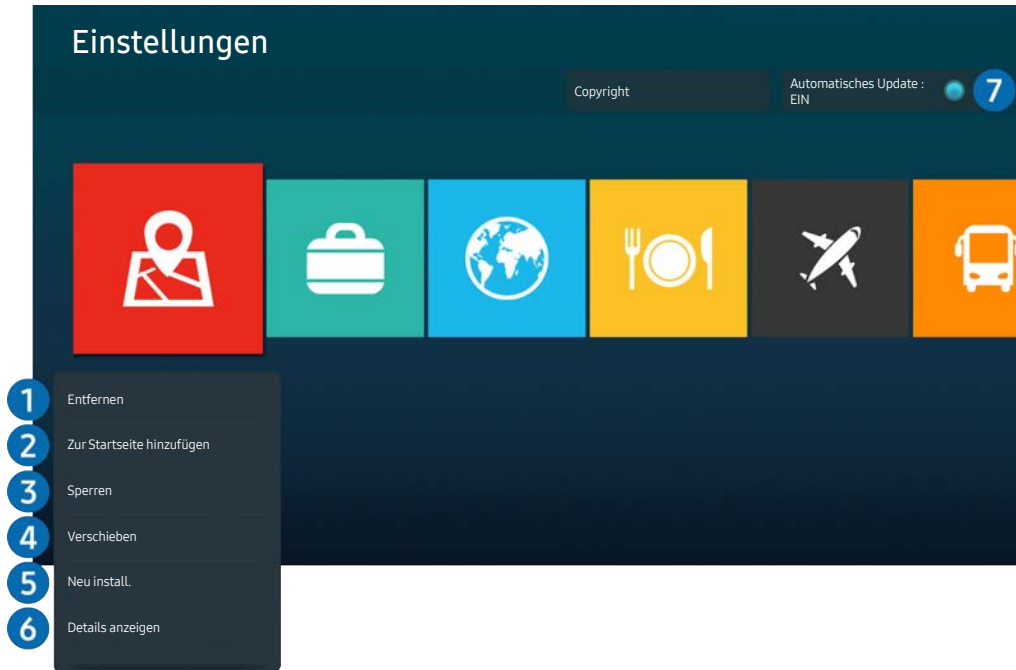 Einstellungen
Copyright
Automatisches Update :
EIN
7
1 Entfernen
2 Zur Startseite hinzufügen
3 Sperren
4 Verschieben
5 Neu install.
6 Details anzeigen